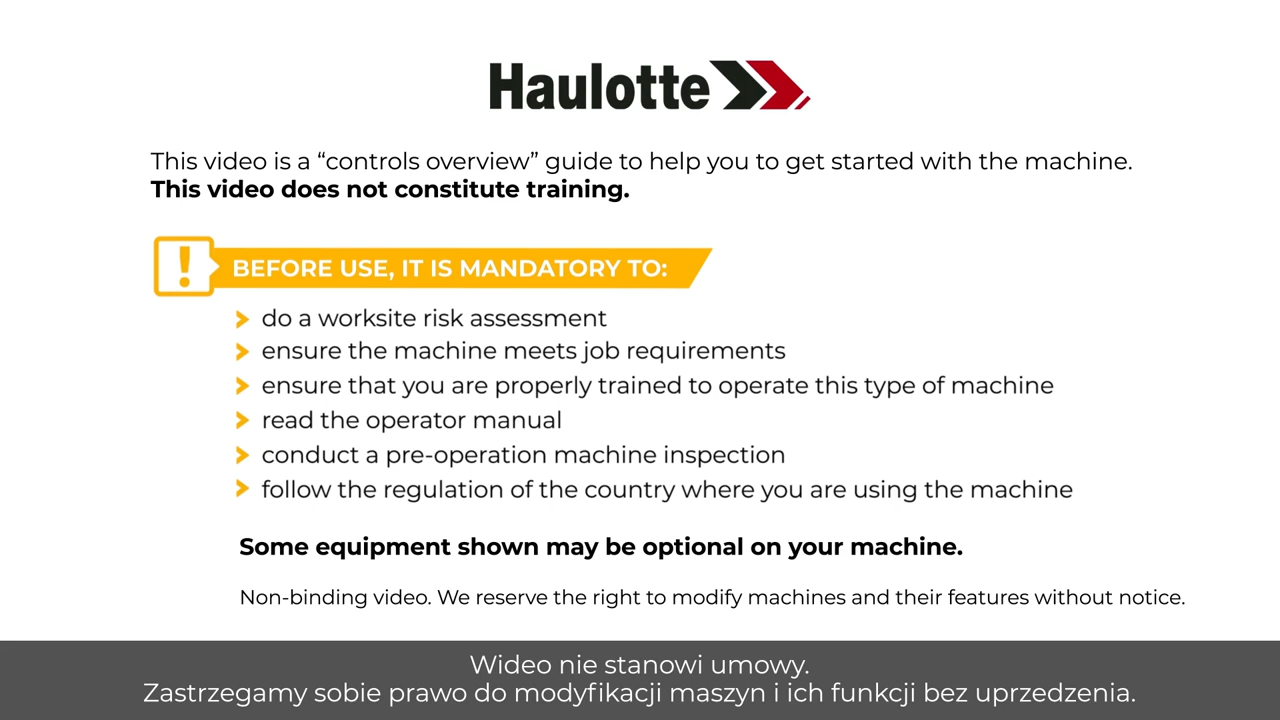 Haulotte
This video is a “controls overview” guide to help you to get started with the machine.
This video does not constitute training.
!
BEFORE USE, IT IS MANDATORY TO:
do a worksite risk assessment
ensure the machine meets job requirements
ensure that you are properly trained to operate this type of machine
read the operator manual
conduct a pre-operation machine inspection
follow the regulation of the country where you are using the machine
Some equipment shown may be optional on your machine.
Non-binding video. We reserve the right to modify machines and their features without notice.
Wideo nie stanowi umowy.
Zastrzegamy sobie prawo do modyfikacji maszyn i ich funkcji bez uprzedzenia.